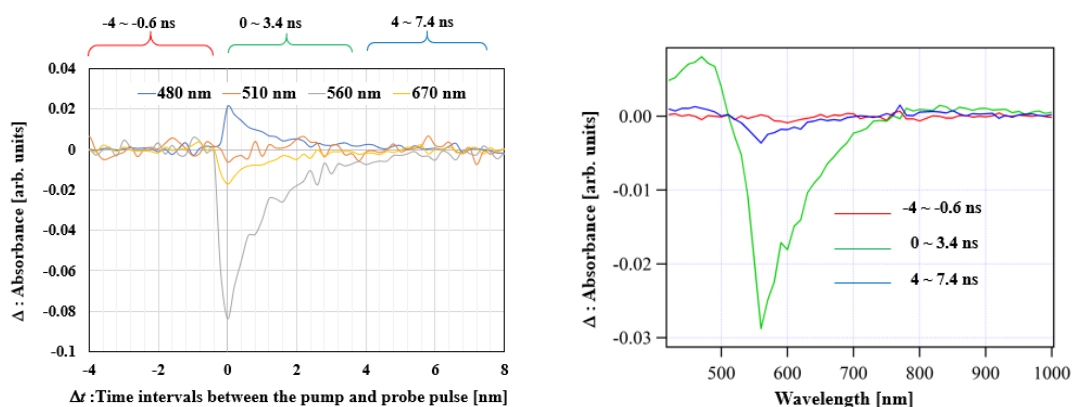 -4 ~ -0.6 ns 0 ~ 3.4 ns 4 ~ 7.4 ns
0.04
0.02
0
-0.02
-0.04
-0.06
-0.08
-0.1
480 nm 510 nm 560 nm 670 nm
-4 -2 0 2 4 6 8
Δ : Absorbance [arb. units]
Δt :Time intervals between the pump and probe pulse [nm]
0.00
-0.01
-0.02
-0.03
-4 ~ -0.6 ns
0 ~ 3.4 ns
4 ~ 7.4 ns
500 600 700 800 900 1000
Δ : Absorbance [arb. units]
Wavelength [nm]